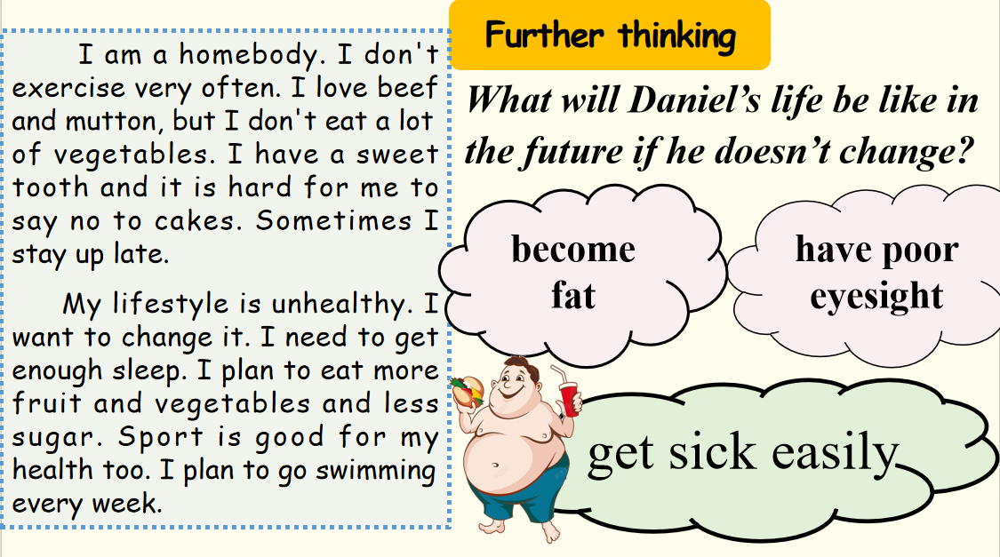 I am a homebody. I don't
exercise very often. I love beef
and mutton, but I don't eat a lot
of vegetables. I have a sweet
tooth and it is hard for me to
say no to cakes. Sometimes I
stay up late.
My lifestyle is unhealthy. I
want to change it. I need to get
enough sleep. I plan to eat more
fruit and vegetables and less
sugar. Sport is good for my
health too. I plan to go swimming
every week.
Further thinking
What will Daniel’s life be like in
the future if he doesn’t change?
become
fat
have poor
eyesight
get sick easily